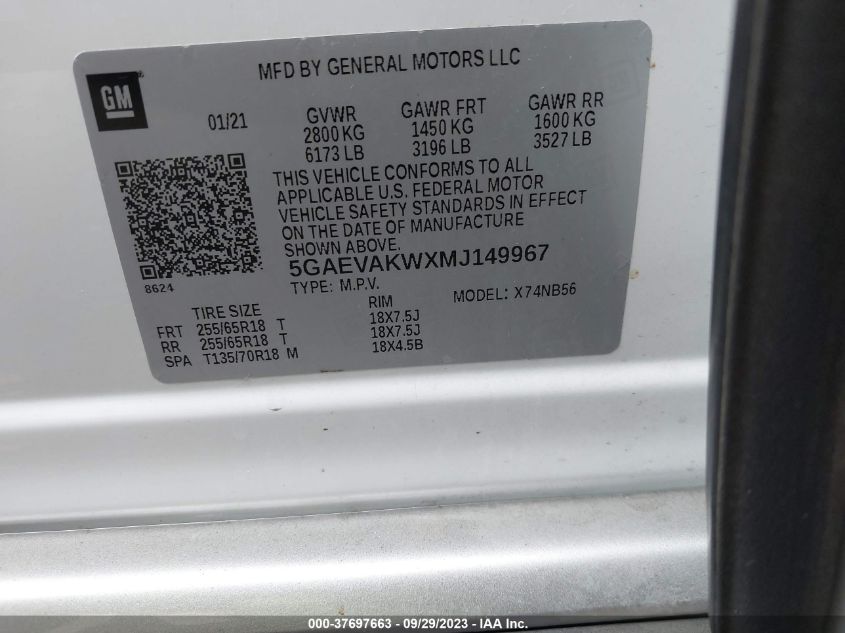 MFD BY GENERAL MOTORS LLC
GM
01/21
GVWR GAWR FRT GAWR RR
2800 KG 1450 KG 1600 KG
6173 LB 3196 LB 3527 LB
THIS VEHICLE CONFORMS TO ALL
APPLICABLE U.S. FEDERAL MOTOR
VEHICLE SAFETY STANDARDS IN EFFECT
ON THE DATE OF MANUFACTURE
SHOWN ABOVE.
8624
5GAEVAKWXMJ149967
TYPE: M.P.V. MODEL: X74NB56
TIRE SIZE RIM
FRT 255/65R18 T 18X7.5J
RR 255/65R18 T 18X7.5J
SPA T135/70R18 M 18X4.5B
000-37697663 - 09/29/2023 - IAA Inc.